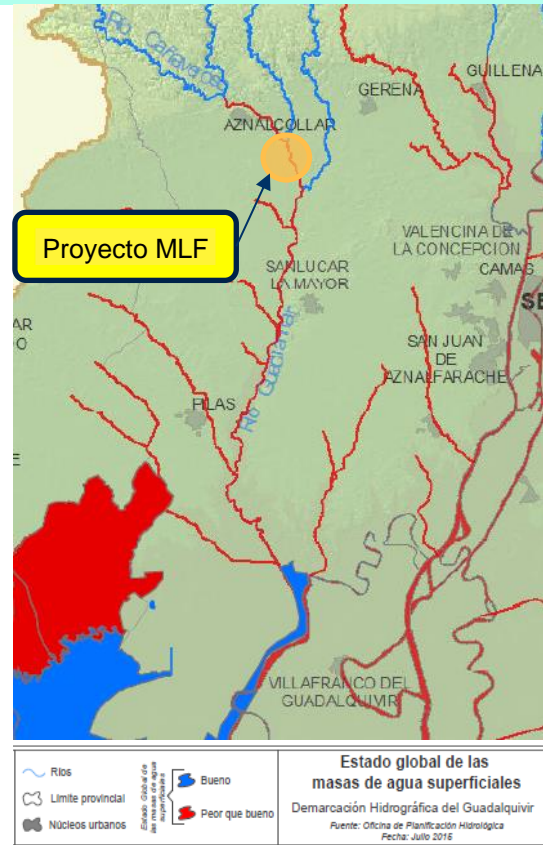 Río Cañaveral
GUILLENA
GERENA
AZNALCOLLAR
Proyecto MLF
VALENCINA DE
LA CONCEPCION
CAMAS
SANLUCAR
LA MAYOR
SE
AR
O
SAN JUAN
DE
AZNALFARACHE
Río Guadiamar
PILAS
E
VILLAFRANCO DEL
GUADALQUIVIR
Ríos
Límite provincial
Núcleos urbanos
Estado Global de
las masas de agua
superficiales
Bueno
Peor que bueno
Estado global de las
masas de agua superficiales
Demarcación Hidrográfica del Guadalquivir
Fuente: Oficina de Planificación Hidrológica
Fecha: Julio 2015